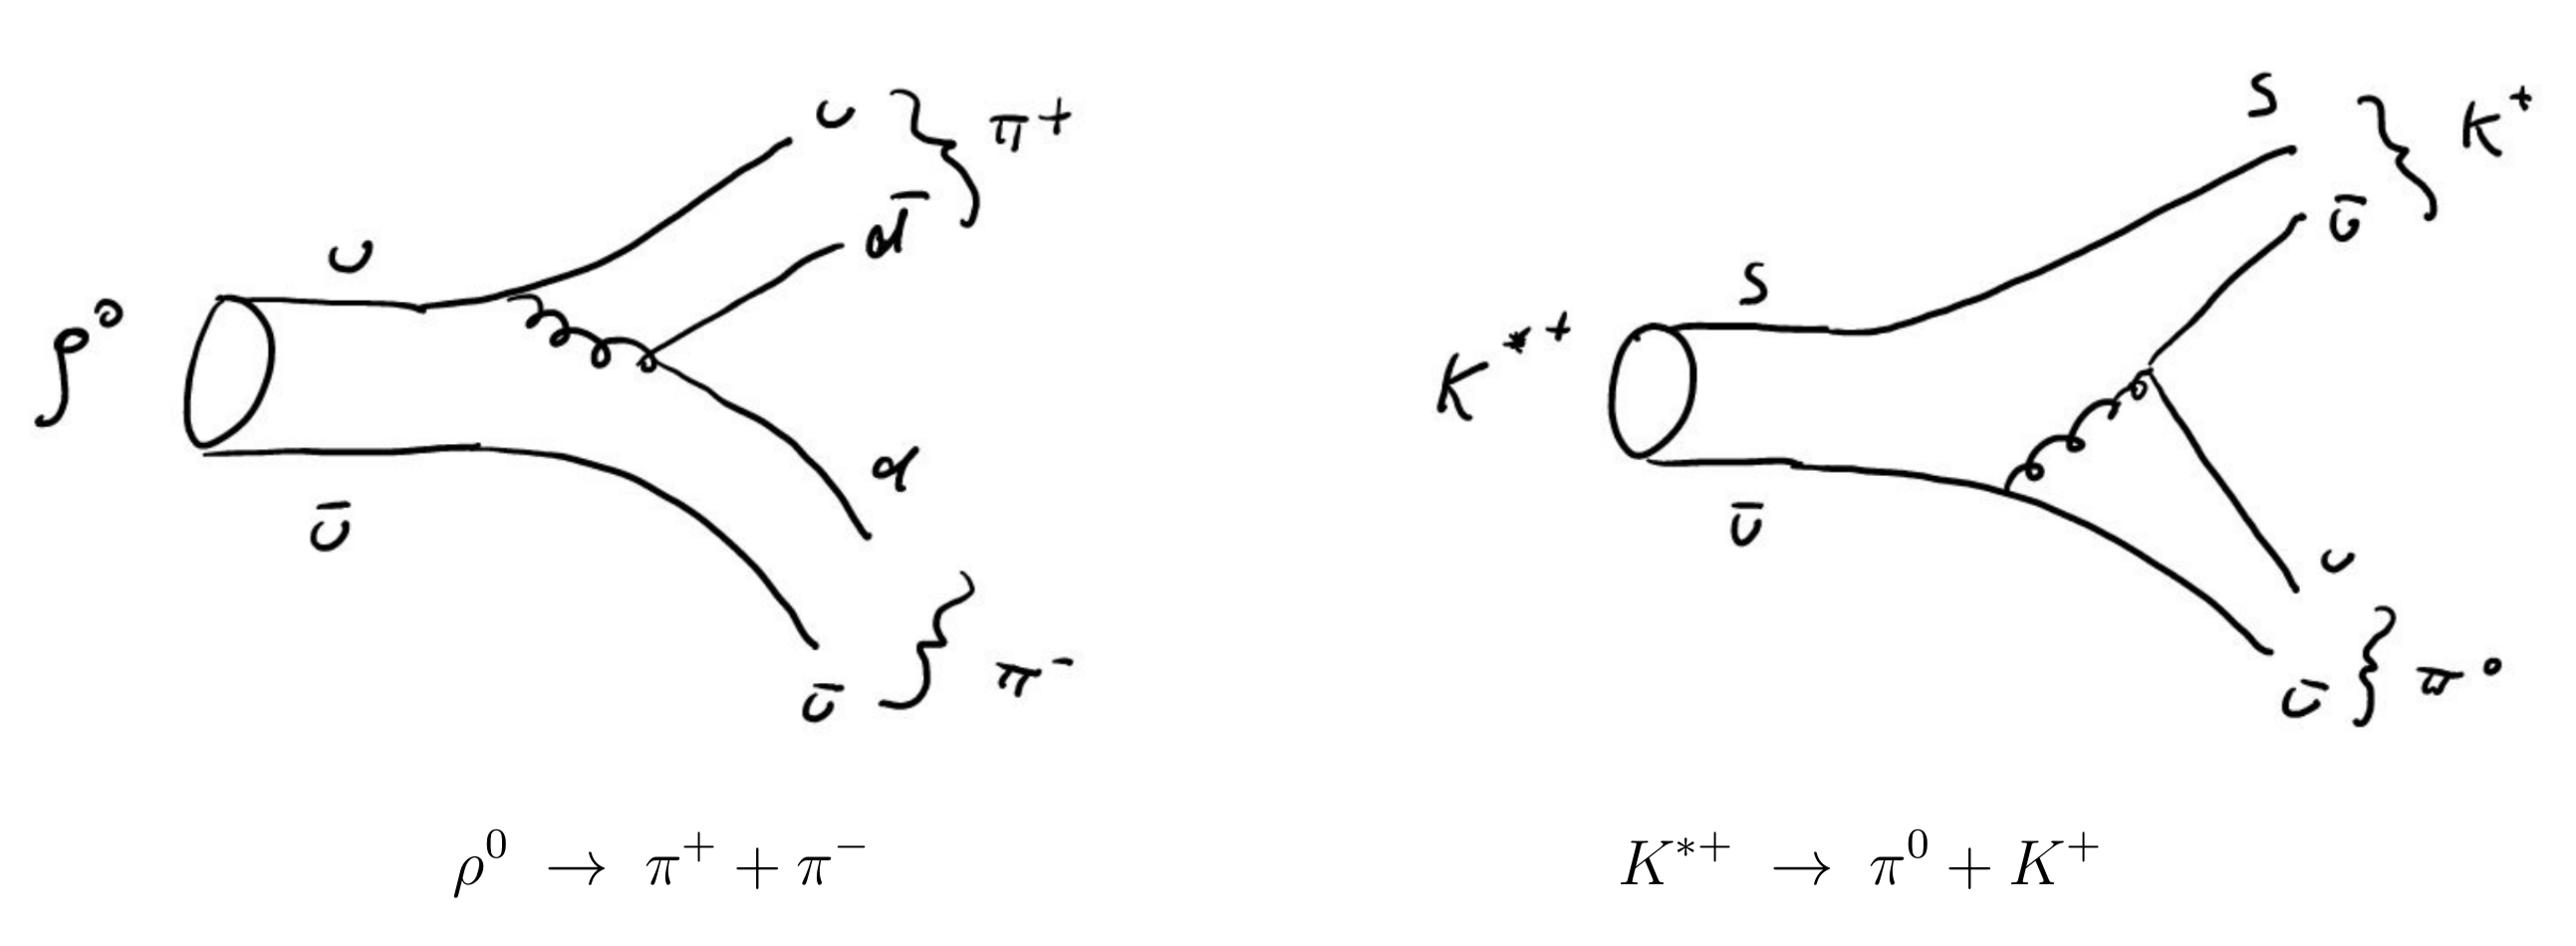 ρ⁰
u
ū
u
d̄
π⁺
d
ū
π⁻
K*⁺
s
ū
s
ū
K⁺
u
ū
π⁰
ρ⁰ → π⁺ + π⁻
K*⁺ → π⁰ + K⁺